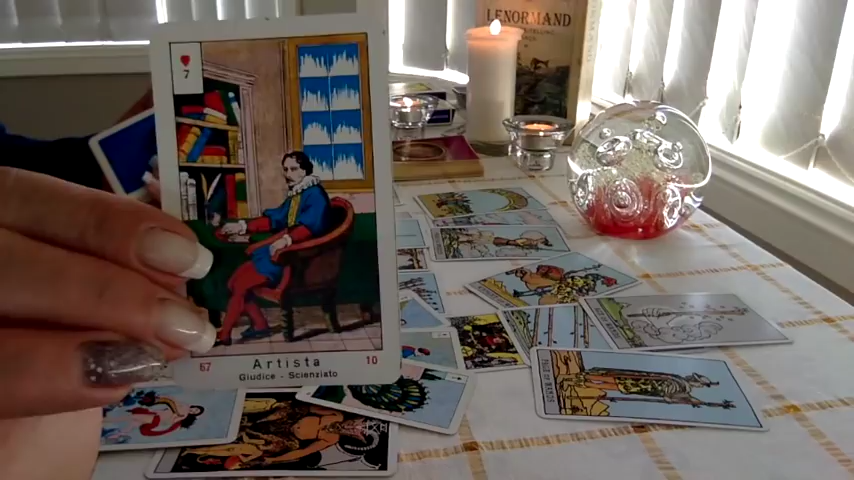 LENORMAND
7
67
Artista
10
Giudice - Scienziato